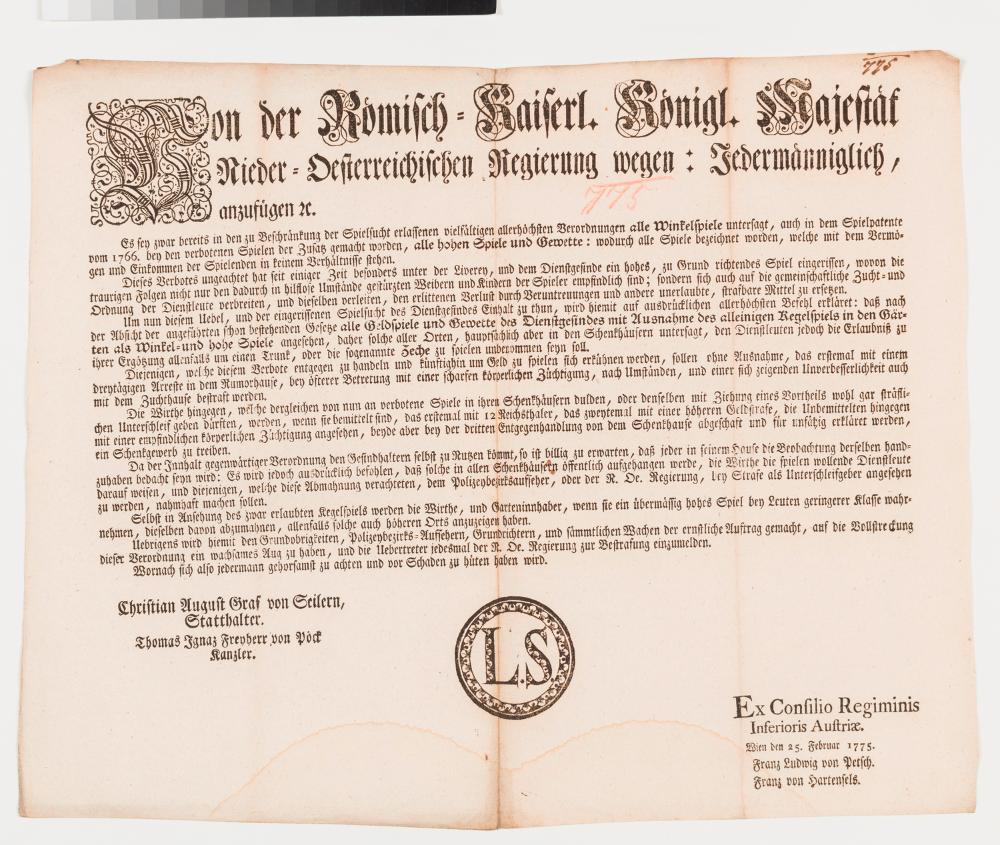 775
Von der Römisch-Kaiserl. Königl. Majestät
Nieder-Oesterreichischen Regierung wegen: Jedermänniglich,
775
anzufügen ꝛc.
Es sey zwar bereits in den zu Beschränkung der Spielsucht erlassenen vielfältigen allerhöchsten Verordnungen alle Winkelspiele untersagt, auch in dem Spielpatente
vom 1766. bey den verbotenen Spielen der Zusatz gemacht worden, alle hohen Spiele und Gewette: wodurch alle Spiele bezeichnet worden, welche mit dem Vermö-
gen und Einkommen der Spielenden in keinem Verhältnisse stehen.
Dieses Verbotes ungeachtet hat seit einiger Zeit besonders unter der Liverey, und dem Dienstgesinde ein hohes, zu Grund richtendes Spiel eingerissen, wovon die
traurigen Folgen nicht nur den dadurch in hilflose Umstände gestürzten Weibern und Kindern der Spieler empfindlich sind; sondern sich auch auf die gemeinschaftliche Zucht- und
Ordnung der Dienstleute verbreiten, und dieselben verleiten, den erlittenen Verlust durch Veruntreuungen und andere unerlaubte, strafbare Mittel zu ersetzen.
Um nun diesem Uebel, und der eingerissenen Spielsucht des Dienstgesindes Einhalt zu thun, wird hiemit auf ausdrücklichen allerhöchsten Befehl erkläret: daß nach
der Absicht der angeführten schon bestehenden Gesetze alle Geldspiele und Gewette des Dienstgesindes mit Ausnahme des alleinigen Kegelspiels in den Gär-
ten als Winkel- und hohe Spiele angesehen, daher solche aller Orten, hauptsächlich aber in den Schenkhäusern untersagt, den Dienstleuten jedoch die Erlaubniß zu
ihrer Ergötzung allenfalls um einen Trunk, oder die sogenannte Zeche zu spielen unbenommen seyn soll.
Diejenigen, welche diesem Verbote entgegen zu handeln und künftighin um Geld zu spielen sich erkühnen werden, sollen ohne Ausnahme, das erstemal mit einem
dreytägigen Arreste in dem Rumorhause, bey öfterer Betretung mit einer scharfen körperlichen Züchtigung, nach Umständen, und einer sich zeigenden Unverbesserlichkeit auch
mit dem Zuchthause bestraft werden.
Die Wirthe hingegen, welche dergleichen von nun an verbotene Spiele in ihren Schenkhäusern dulden, oder denselben mit Ziehung eines Vortheils wohl gar sträfli-
chen Unterschleif geben dürften, werden, wenn sie bemittelt sind, das erstemal mit 12 Reichsthaler, das zweytemal mit einer höheren Geldstrafe, die Unbemittelten hingegen
mit einer empfindlichen körperlichen Züchtigung angesehen, beyde aber bey der dritten Entgegenhandlung von dem Schenkhause abgeschaft und für unfähig erkläret werden,
ein Schenkgewerb zu treiben.
Da der Innhalt gegenwärtiger Verordnung den Gesindhaltern selbst zu Nutzen kömmt, so ist billig zu erwarten, daß jeder in seinem House die Beobachtung derselben hand-
zuhaben bedacht seyn wird: Es wird jedoch ausdrücklich befohlen, daß solche in allen Schenkhäusern öffentlich aufgehangen werde, die Wirthe die spielen wollende Dienstleute
darauf weisen, und diejenigen, welche diese Abmahnung verachteten, dem Polizeybezirksaufseher, oder der N. Oe. Regierung, bey Strafe als Unterschleifgeber angesehen
zu werden, nahmhaft machen sollen.
Selbst in Ansehung des zwar erlaubten Kegelspiels werden die Wirthe, und Garteninnhaber, wenn sie ein übermässig hohes Spiel bey Leuten geringerer Klasse wahr-
nehmen, dieselben davon abzumahnen, allenfalls solche auch höheren Orts anzuzeigen haben.
Uebrigens wird hiemit den Grundobrigkeiten, Polizeybezirks-Aufsehern, Grundrichtern, und sämmtlichen Wachen der ernstliche Auftrag gemacht, auf die Vollstreckung
dieser Verordnung ein wachsames Aug zu haben, und die Uebertreter jedesmal der N. Oe. Regierung zur Bestrafung einzumelden.
Wornach sich also jedermann gehorsamst zu achten und vor Schaden zu hüten haben wird.
Christian August Graf von Seilern,
Statthalter.
Thomas Ignaz Freyherr von Pöck
Kanzler.
L.S.
Ex Consilio Regiminis
Inferioris Austriæ.
Wien den 25. Februar 1775.
Franz Ludwig von Petsch.
Franz von Hartensfels.